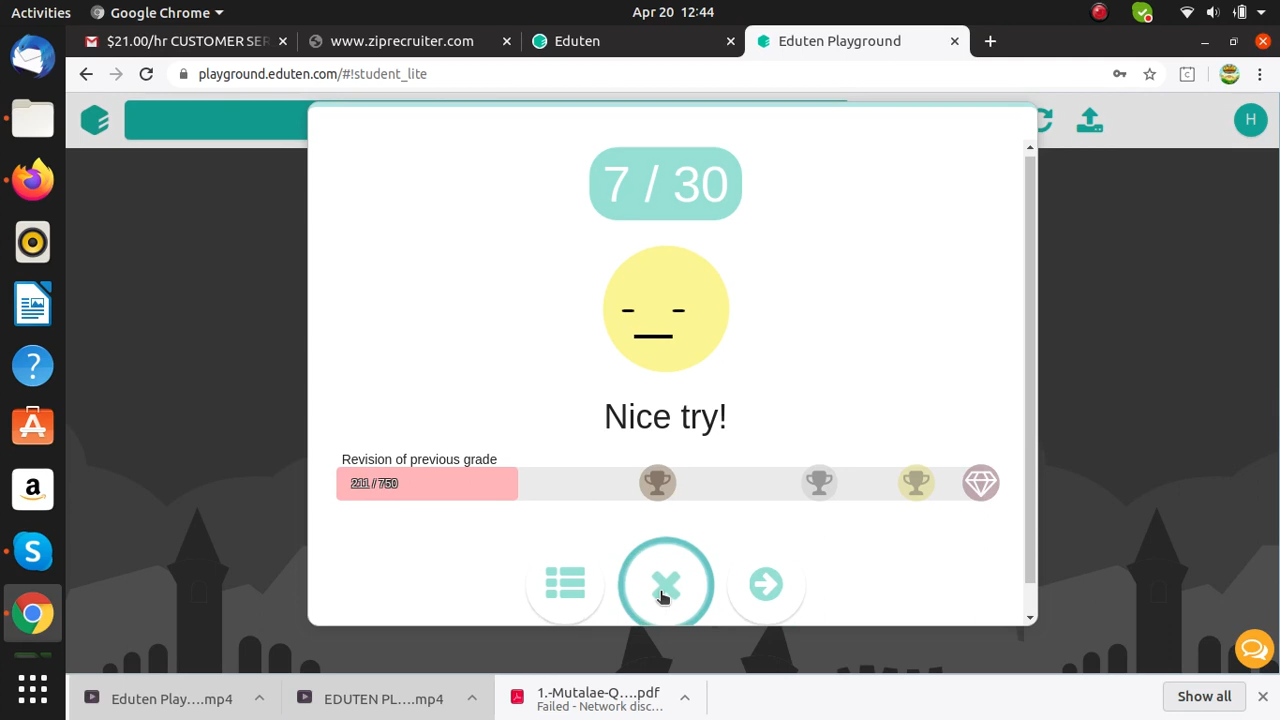 Activities
Google Chrome
Apr 20 12:44
$21.00/hr CUSTOMER SER
www.ziprecruiter.com
Eduten
Eduten Playground
playground.eduten.com/#!student_lite
H
7 / 30
Nice try!
Revision of previous grade
211 / 750
Eduten Play....mp4
EDUTEN PL....mp4
1.-Mutalae-Q....pdf
Failed - Network disc...
Show all